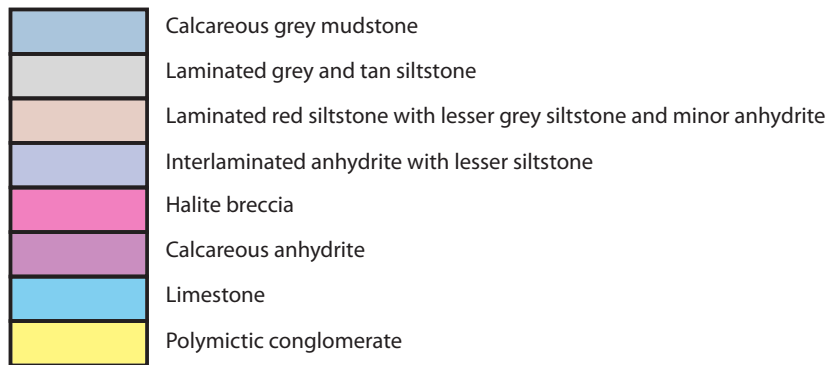 Calcareous grey mudstone
Laminated grey and tan siltstone
Laminated red siltstone with lesser grey siltstone and minor anhydrite
Interlaminated anhydrite with lesser siltstone
Halite breccia
Calcareous anhydrite
Limestone
Polymictic conglomerate